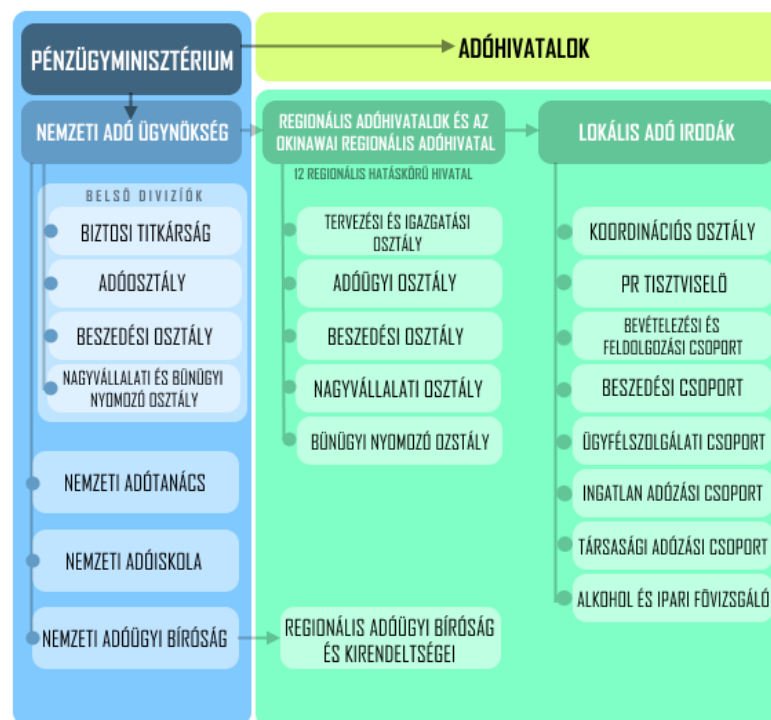 PÉNZÜGYMINISZTÉRIUM
ADÓHIVATALOK
NEMZETI ADÓ ÜGYNÖKSÉG
BELSŐ DIVIZÍÓK
BIZTOSI TITKÁRSÁG
ADÓOSZTÁLY
BESZEDÉSI OSZTÁLY
NAGYVÁLLALATI ÉS BŰNÜGYI
NYOMOZÓ OSZTÁLY
NEMZETI ADÓTANÁCS
NEMZETI ADÓISKOLA
NEMZETI ADÓÜGYI BÍRÓSÁG
REGIONÁLIS ADÓHIVATALOK ÉS AZ
OKINAWAI REGIONÁLIS ADÓHIVATAL
12 REGIONÁLIS HATÁSKÖRŰ HIVATAL
TERVEZÉSI ÉS IGAZGATÁSI
OSZTÁLY
ADÓÜGYI OSZTÁLY
BESZEDÉSI OSZTÁLY
NAGYVÁLLALATI OSZTÁLY
BŰNÜGYI NYOMOZÓ OZSTÁLY
REGIONÁLIS ADÓÜGYI BÍRÓSÁG
ÉS KIRENDELTSÉGEI
LOKÁLIS ADÓ IRODÁK
KOORDINÁCIÓS OSZTÁLY
PR TISZTVISELŐ
BEVÉTELEZÉSI ÉS
FELDOLGOZÁSI CSOPORT
BESZEDÉSI CSOPORT
ÜGYFÉLSZOLGÁLATI CSOPORT
INGATLAN ADÓZÁSI CSOPORT
TÁRSASÁGI ADÓZÁSI CSOPORT
ALKOHOL ÉS IPARI FŐVIZSGÁLÓ